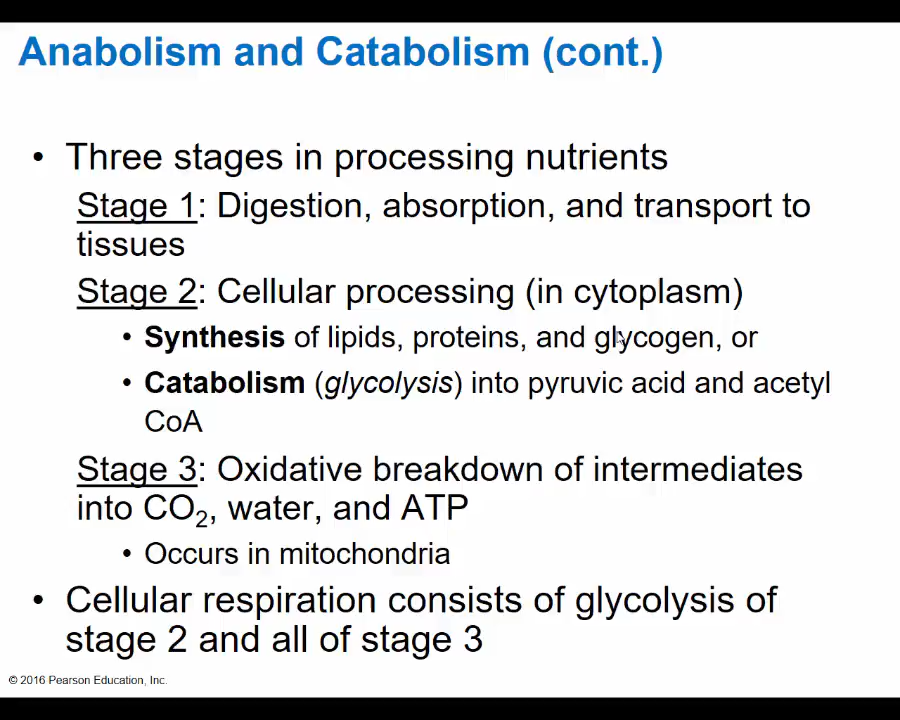 Anabolism and Catabolism (cont.)
• Three stages in processing nutrients
Stage 1: Digestion, absorption, and transport to
tissues
Stage 2: Cellular processing (in cytoplasm)
• Synthesis of lipids, proteins, and glycogen, or
• Catabolism (glycolysis) into pyruvic acid and acetyl
CoA
Stage 3: Oxidative breakdown of intermediates
into CO₂, water, and ATP
• Occurs in mitochondria
• Cellular respiration consists of glycolysis of
stage 2 and all of stage 3
© 2016 Pearson Education, Inc.